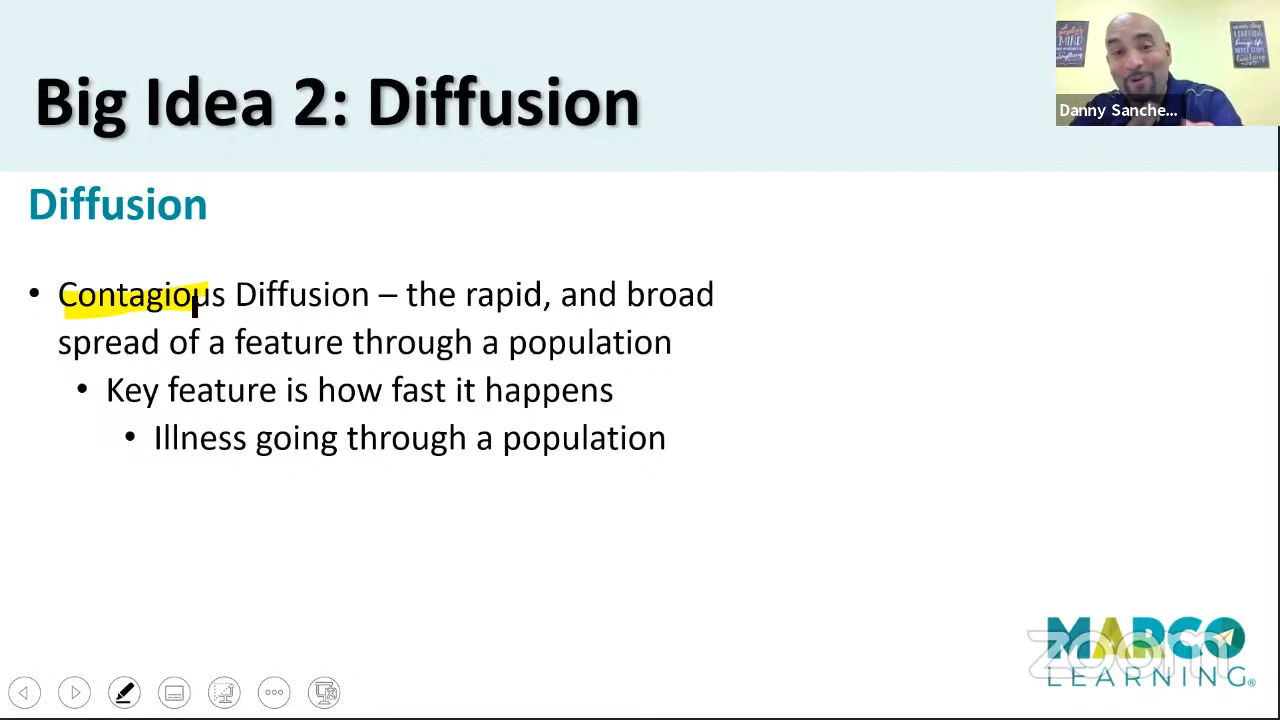 Big Idea 2: Diffusion
Danny Sanche...
Diffusion
• Contagious Diffusion – the rapid, and broad
spread of a feature through a population
• Key feature is how fast it happens
• Illness going through a population
MARCO
zoom
LEARNING®